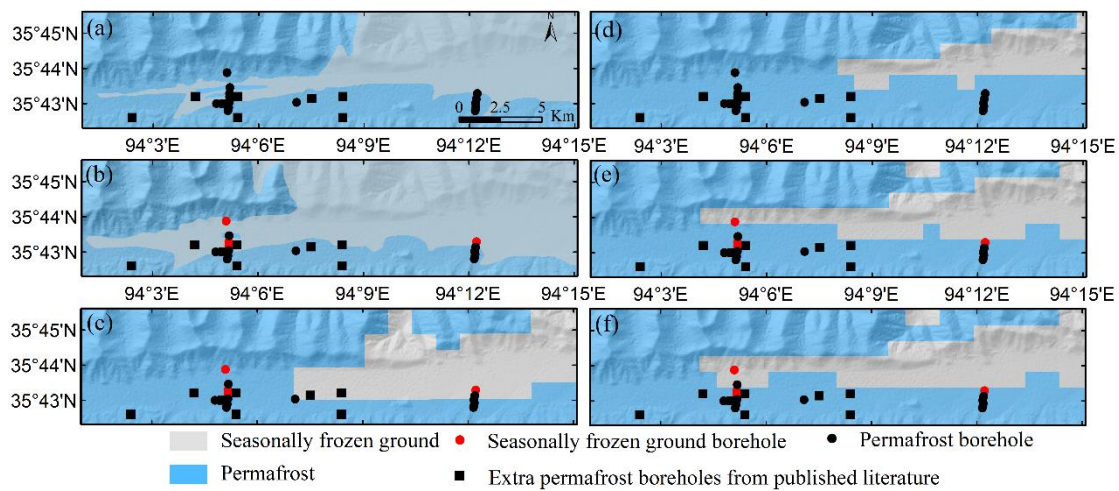 (a)
(d)
N
35°45'N
35°44'N
35°43'N
0 2.5 5
Km
94°3'E 94°6'E 94°9'E 94°12'E 94°15'E
94°3'E 94°6'E 94°9'E 94°12'E 94°15'E
(b)
(e)
35°45'N
35°44'N
35°43'N
94°3'E 94°6'E 94°9'E 94°12'E 94°15'E
94°3'E 94°6'E 94°9'E 94°12'E 94°15'E
(c)
(f)
35°45'N
35°44'N
35°43'N
Seasonally frozen ground Seasonally frozen ground borehole Permafrost borehole
Permafrost Extra permafrost boreholes from published literature